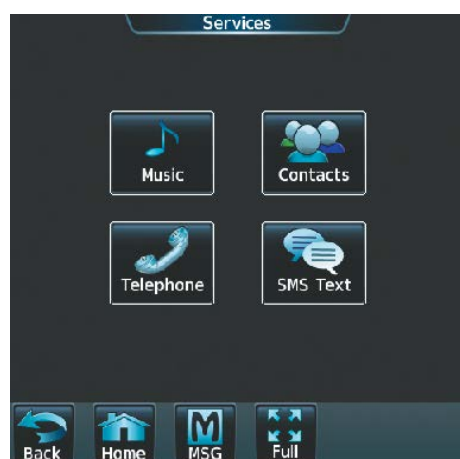 Services
Music
Contacts
Telephone
SMS Text
Back
Home
MSG
Full